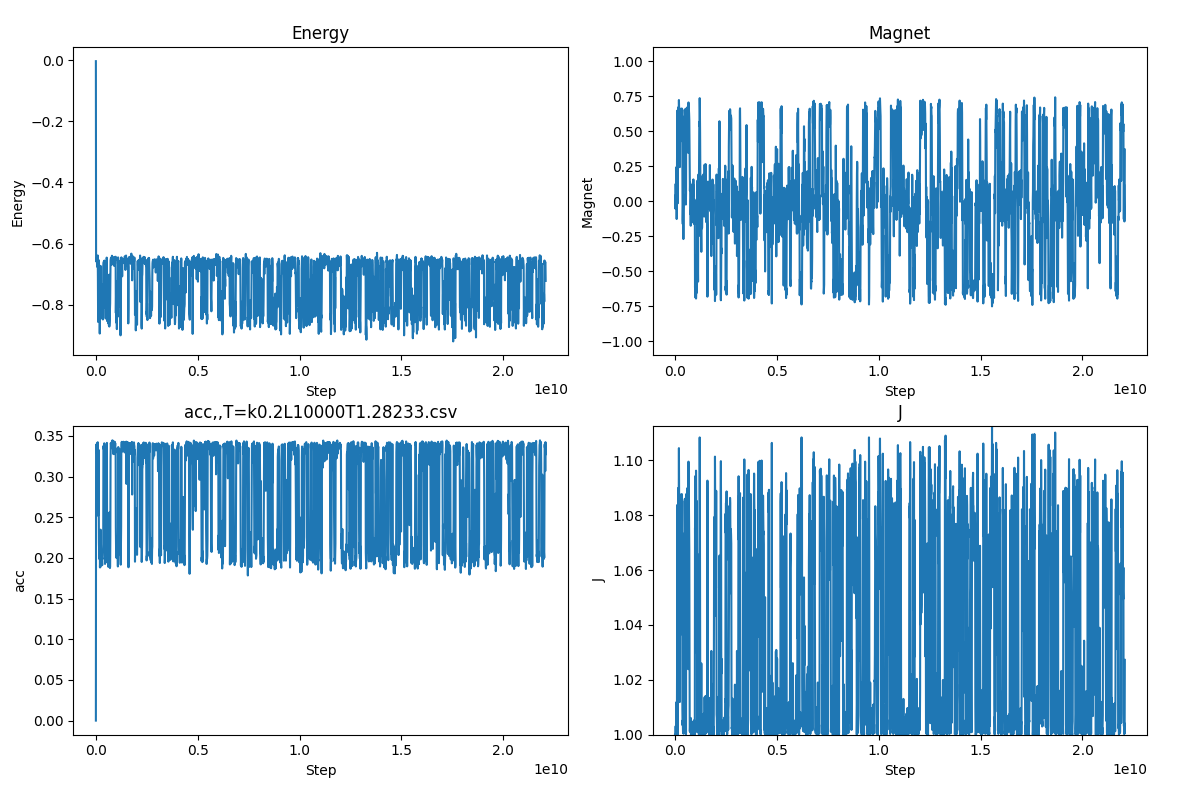 Energy
0.0
−0.2
−0.4
−0.6
−0.8
Energy
0.0 0.5 1.0 1.5 2.0
Step
1e10
Magnet
1.00
0.75
0.50
0.25
0.00
−0.25
−0.50
−0.75
−1.00
Magnet
0.0 0.5 1.0 1.5 2.0
Step
1e10
acc,,T=k0.2L10000T1.28233.csv
0.35
0.30
0.25
0.20
0.15
0.10
0.05
0.00
acc
0.0 0.5 1.0 1.5 2.0
Step
1e10
J
1.10
1.08
1.06
1.04
1.02
1.00
J
0.0 0.5 1.0 1.5 2.0
Step
1e10